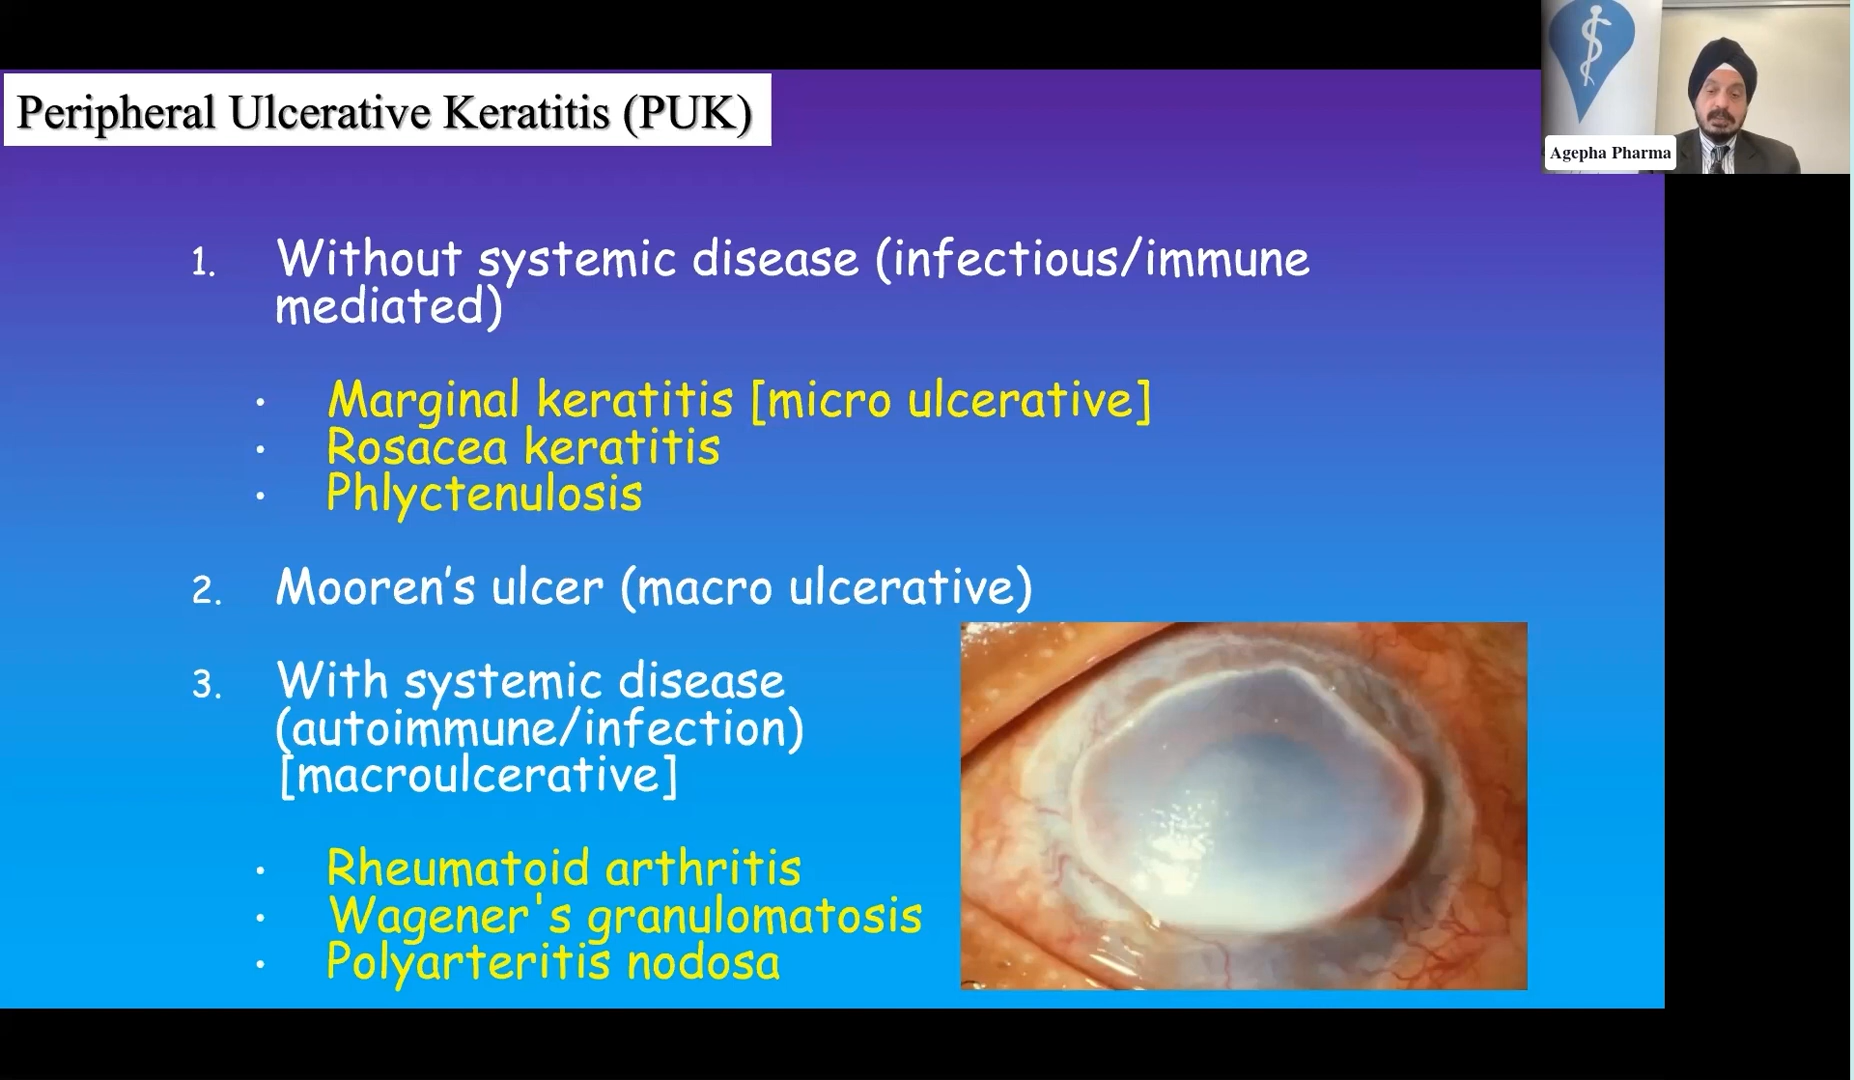 Peripheral Ulcerative Keratitis (PUK)
Agepha Pharma
1. Without systemic disease (infectious/immune
mediated)
• Marginal keratitis [micro ulcerative]
• Rosacea keratitis
• Phlyctenulosis
2. Mooren's ulcer (macro ulcerative)
3. With systemic disease
(autoimmune/infection)
[macroulcerative]
• Rheumatoid arthritis
• Wagener's granulomatosis
• Polyarteritis nodosa